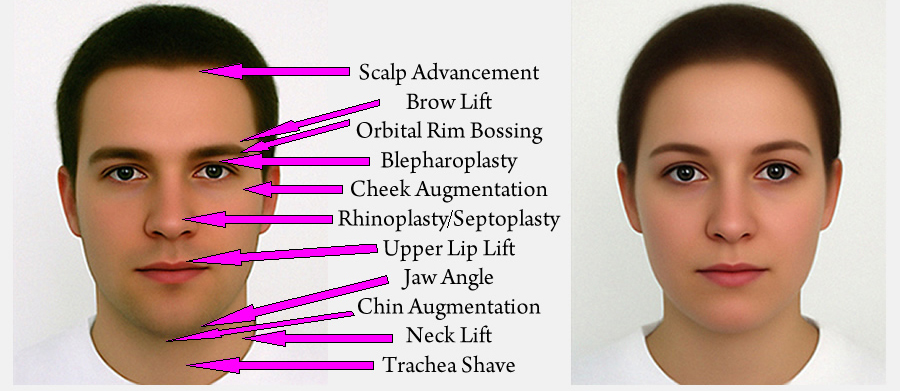 Scalp Advancement
Brow Lift
Orbital Rim Bossing
Blepharoplasty
Cheek Augmentation
Rhinoplasty/Septoplasty
Upper Lip Lift
Jaw Angle
Chin Augmentation
Neck Lift
Trachea Shave